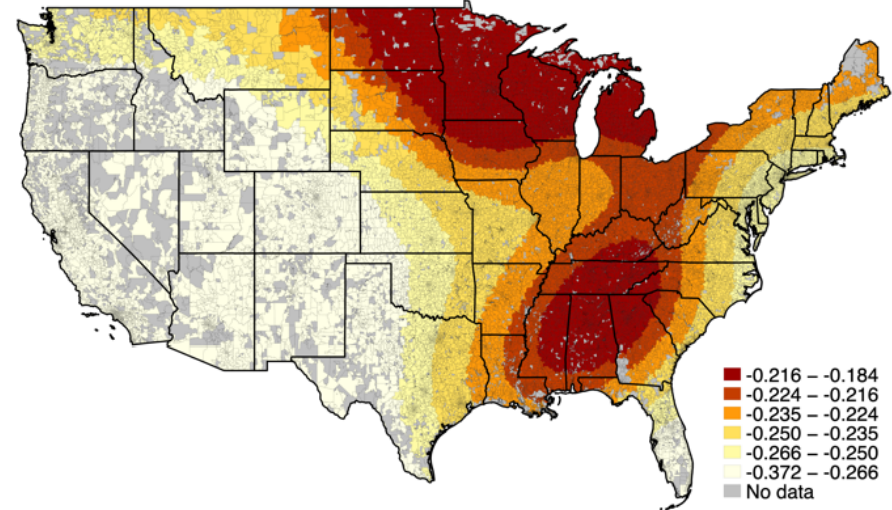 -0.216 – -0.184
-0.224 – -0.216
-0.235 – -0.224
-0.250 – -0.235
-0.266 – -0.250
-0.372 – -0.266
No data